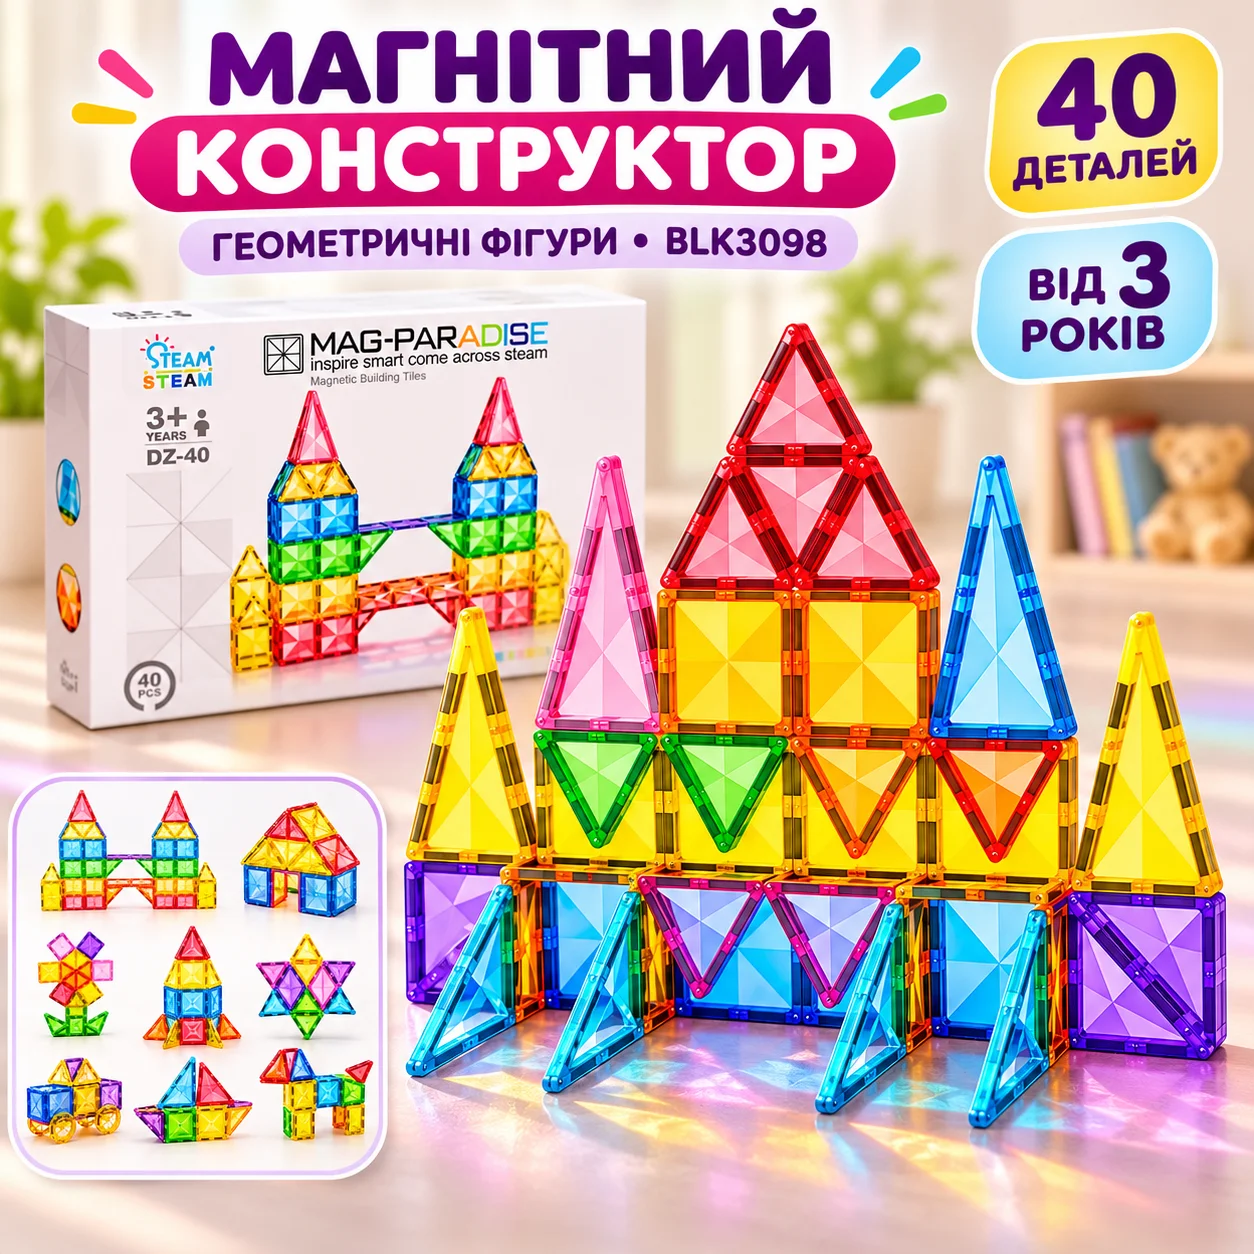 МАГНІТНИЙ
КОНСТРУКТОР
ГЕОМЕТРИЧНІ ФІГУРИ • BLK3098
40
ДЕТАЛЕЙ
ВІД 3
РОКІВ
STEAM
STEAM
MAG-PARADISE
inspire smart come across steam
Magnetic Building Tiles
3+
YEARS
DZ-40
40
PCS